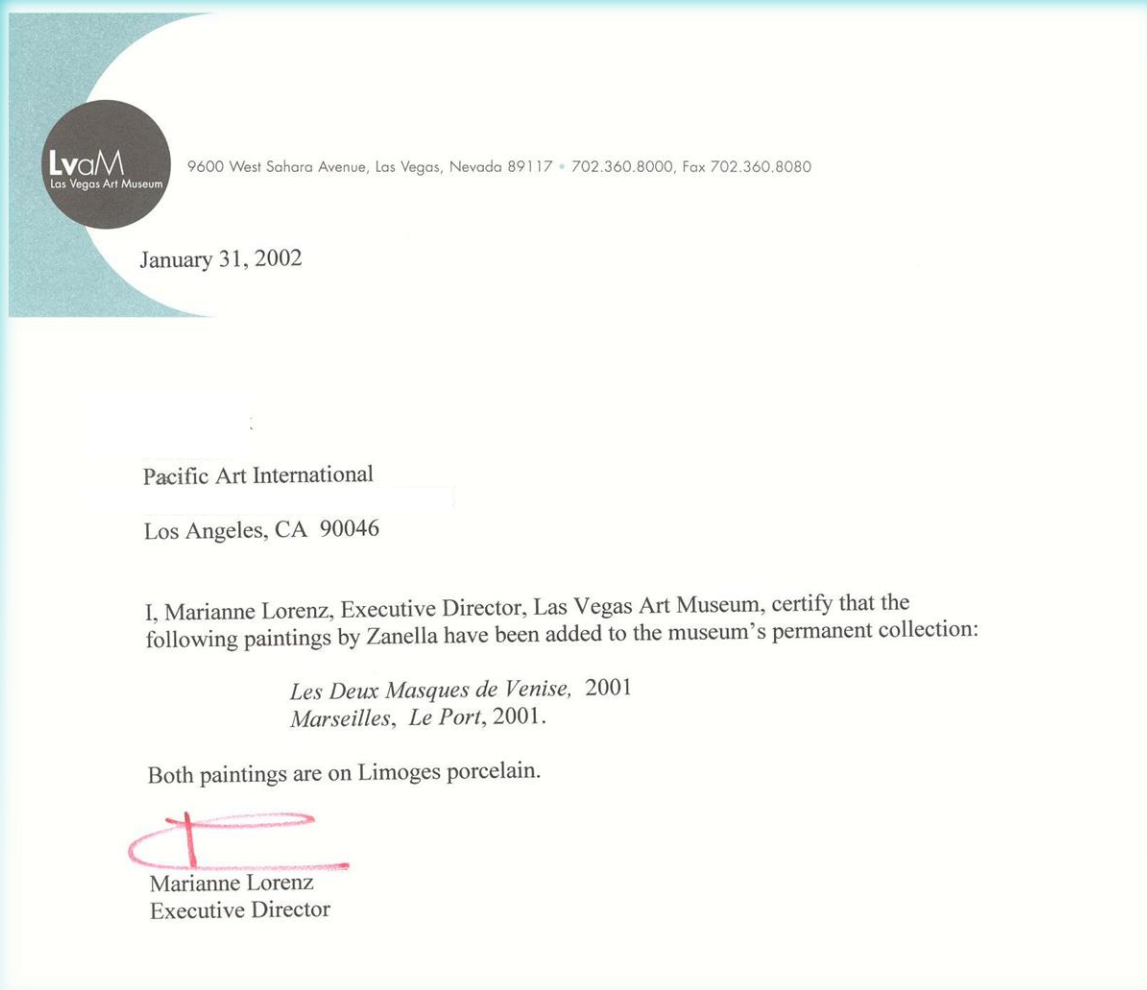 LvaM
Las Vegas Art Museum
9600 West Sahara Avenue, Las Vegas, Nevada 89117 • 702.360.8000, Fax 702.360.8080
January 31, 2002
Pacific Art International
Los Angeles, CA 90046
I, Marianne Lorenz, Executive Director, Las Vegas Art Museum, certify that the
following paintings by Zanella have been added to the museum's permanent collection:
Les Deux Masques de Venise, 2001
Marseilles, Le Port, 2001.
Both paintings are on Limoges porcelain.
Marianne Lorenz
Executive Director